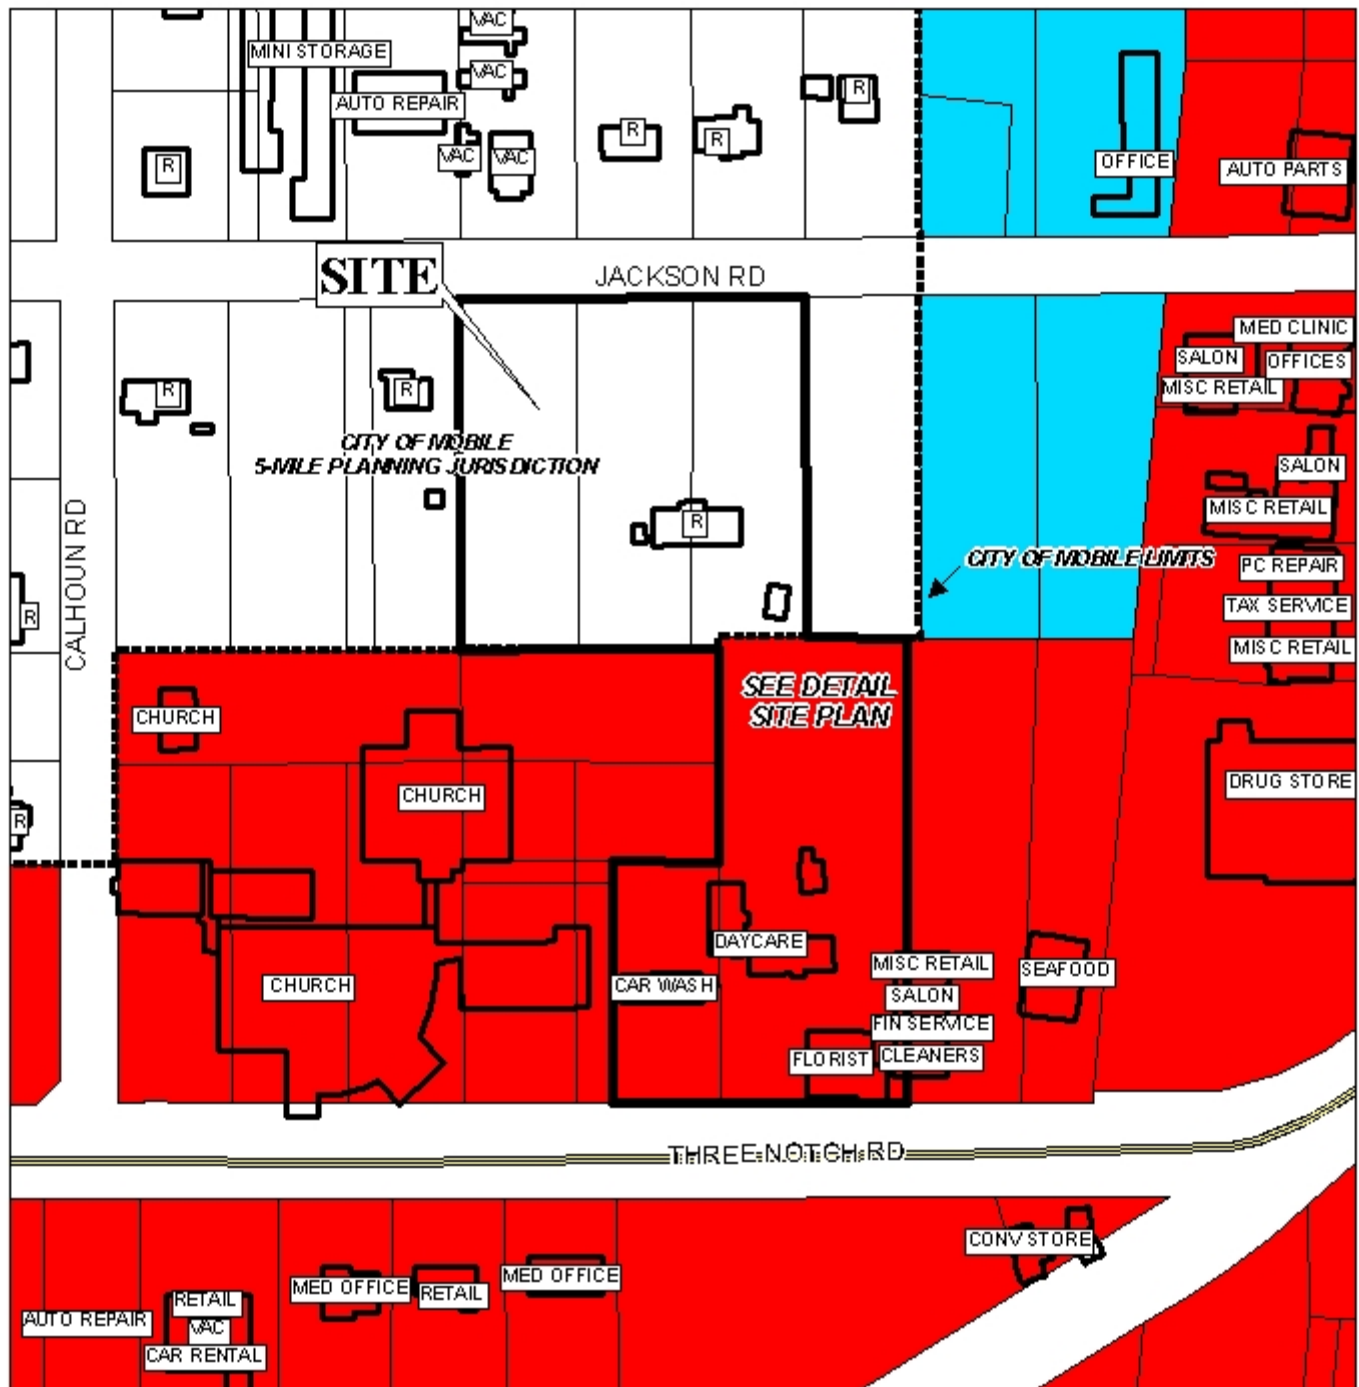 VAC
MINI STORAGE
VAC
AUTO REPAIR
R
R
R
VAC
VAC
R
OFFICE
AUTO PARTS
SITE
JACKSON RD
MED CLINIC
SALON
OFFICES
MISC RETAIL
R
R
CITY OF MOBILE
5-MILE PLANNING JURISDICTION
SALON
MISC RETAIL
R
CALHOUN RD
CITY OF MOBILE LIMITS
PC REPAIR
TAX SERVICE
R
MISC RETAIL
SEE DETAIL
SITE PLAN
CHURCH
DRUG STORE
CHURCH
R
DAYCARE
MISC RETAIL
SEAFOOD
CHURCH
CAR WASH
SALON
FIN SERVICE
FLORIST
CLEANERS
THREE NOTCH RD
CONV STORE
MED OFFICE
MED OFFICE
RETAIL
RETAIL
AUTO REPAIR
VAC
CAR RENTAL